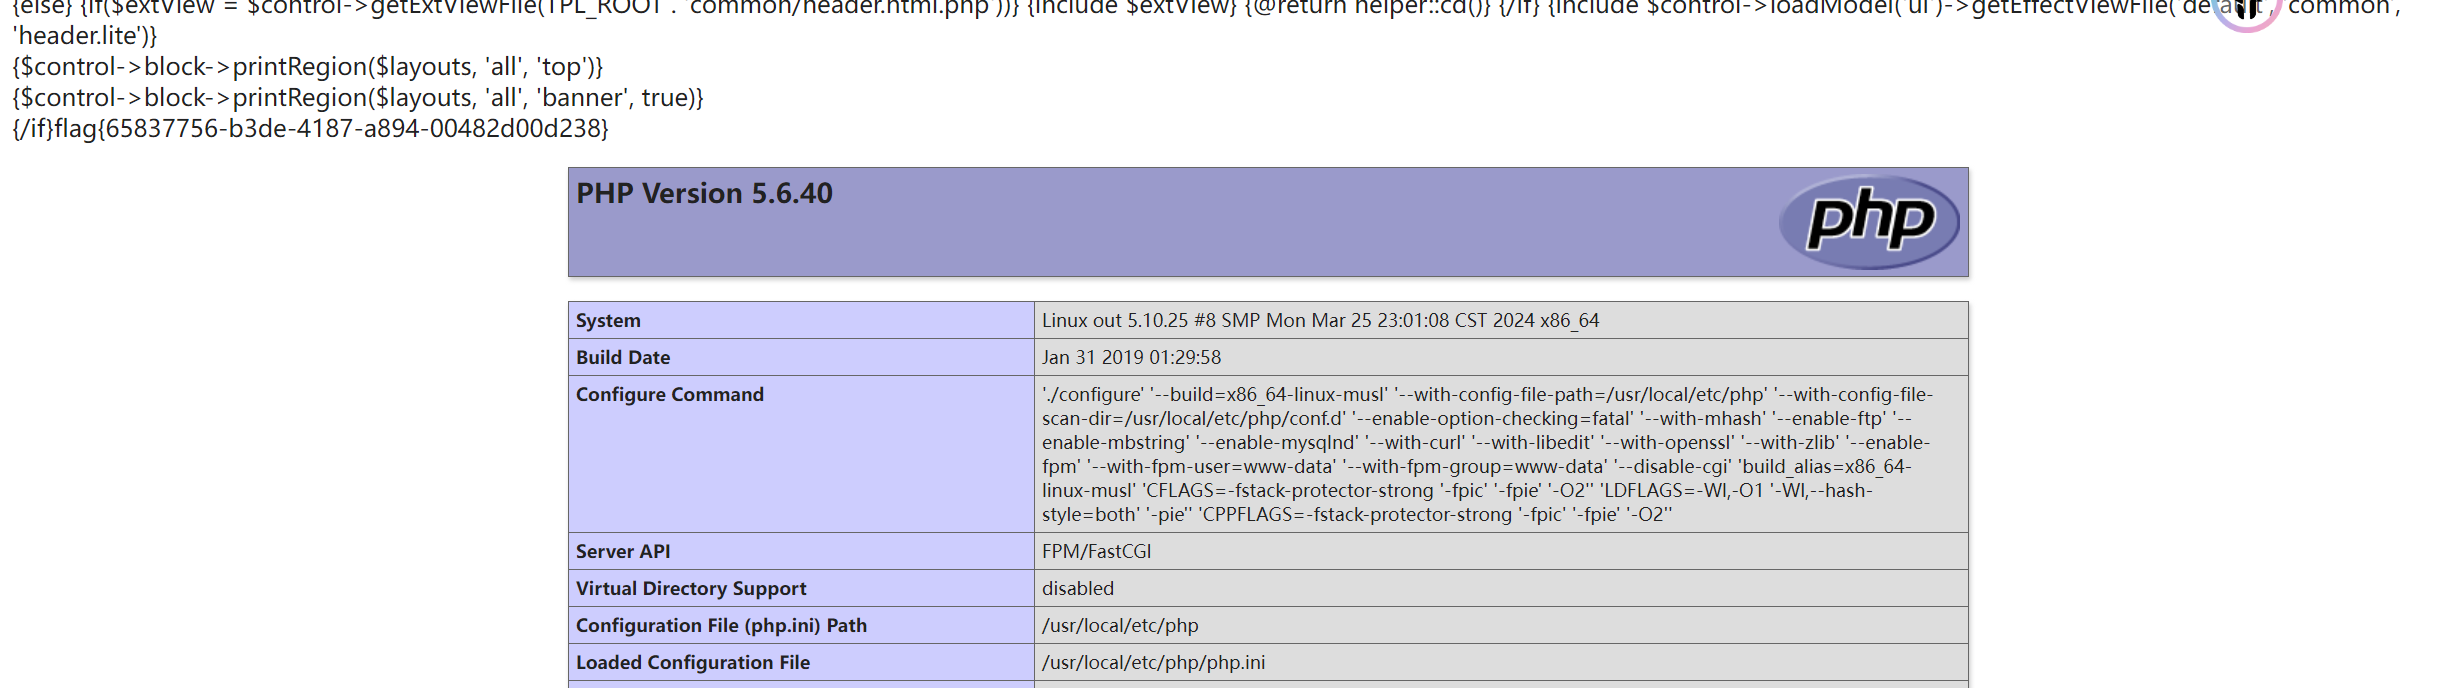 {else} {if($extView = $control->getExtViewFile(TPL_ROOT . 'common/header.html.php'))} {include $extView} {@return helper::cd()} {/if} {include $control->loadModel('ui')->getEffectViewFile('default', 'common',
'header.lite')}
{$control->block->printRegion($layouts, 'all', 'top')}
{$control->block->printRegion($layouts, 'all', 'banner', true)}
{/if}flag{65837756-b3de-4187-a894-00482d00d238}
PHP Version 5.6.40
php
System Linux out 5.10.25 #8 SMP Mon Mar 25 23:01:08 CST 2024 x86_64
Build Date Jan 31 2019 01:29:58
Configure Command './configure' '--build=x86_64-linux-musl' '--with-config-file-path=/usr/local/etc/php' '--with-config-file-
scan-dir=/usr/local/etc/php/conf.d' '--enable-option-checking=fatal' '--with-mhash' '--enable-ftp' '--
enable-mbstring' '--enable-mysqlnd' '--with-curl' '--with-libedit' '--with-openssl' '--with-zlib' '--enable-
fpm' '--with-fpm-user=www-data' '--with-fpm-group=www-data' '--disable-cgi' 'build_alias=x86_64-
linux-musl' 'CFLAGS=-fstack-protector-strong '-fpic' '-fpie' '-O2'' 'LDFLAGS=-Wl,-O1 '-Wl,--hash-
style=both' '-pie'' 'CPPFLAGS=-fstack-protector-strong '-fpic' '-fpie' '-O2''
Server API FPM/FastCGI
Virtual Directory Support disabled
Configuration File (php.ini) Path /usr/local/etc/php
Loaded Configuration File /usr/local/etc/php/php.ini